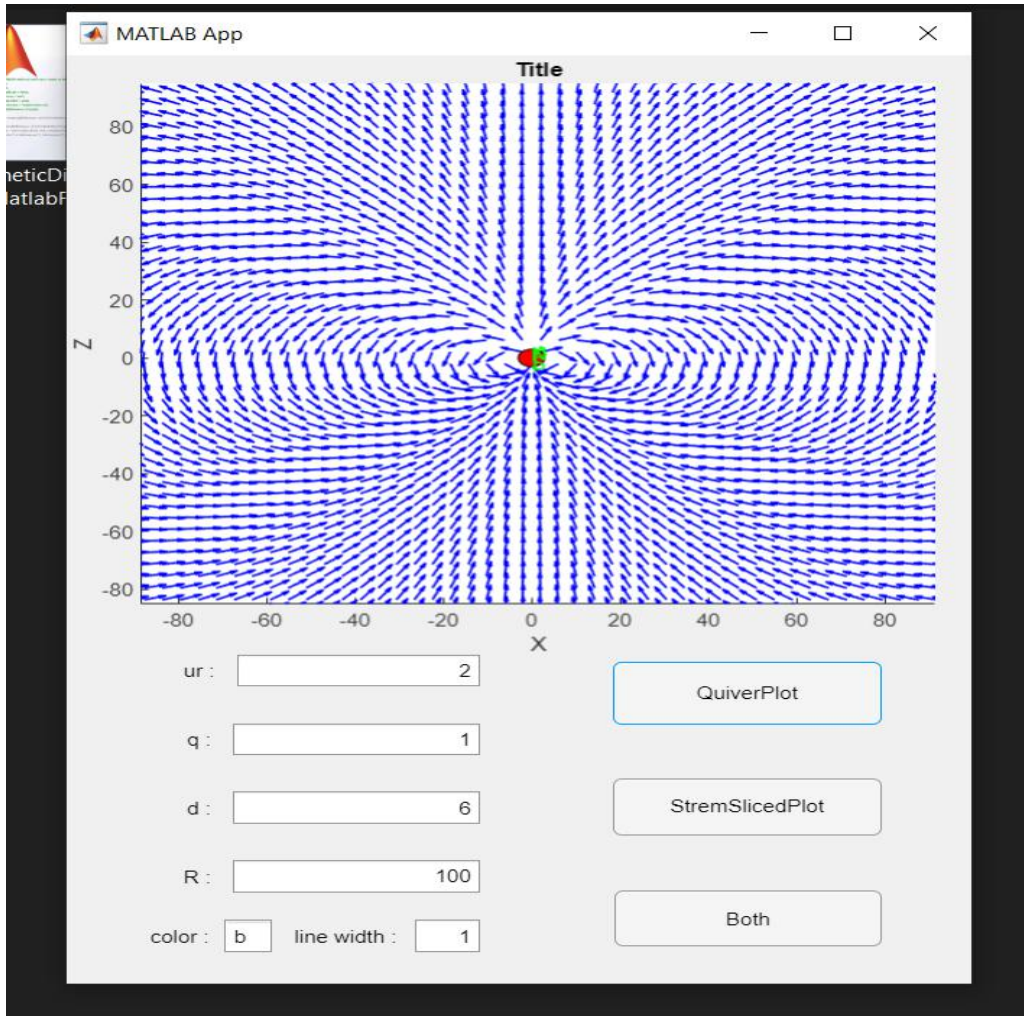 MATLAB App
Title
80
60
40
20
0
-20
-40
-60
-80
Z
-80 -60 -40 -20 0 20 40 60 80
X
ur : 2
QuiverPlot
q : 1
d : 6
StremSlicedPlot
R : 100
color : b line width : 1
Both
neticDi
latlabF